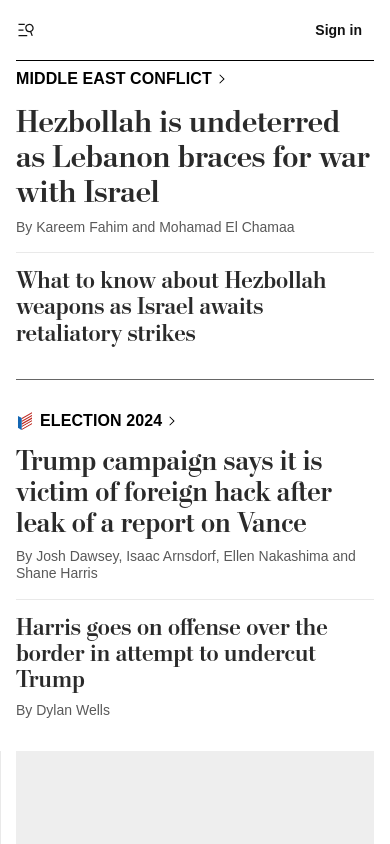 Sign in
MIDDLE EAST CONFLICT
Hezbollah is undeterred
as Lebanon braces for war
with Israel
By Kareem Fahim and Mohamad El Chamaa
What to know about Hezbollah
weapons as Israel awaits
retaliatory strikes
ELECTION 2024
Trump campaign says it is
victim of foreign hack after
leak of a report on Vance
By Josh Dawsey, Isaac Arnsdorf, Ellen Nakashima and
Shane Harris
Harris goes on offense over the
border in attempt to undercut
Trump
By Dylan Wells